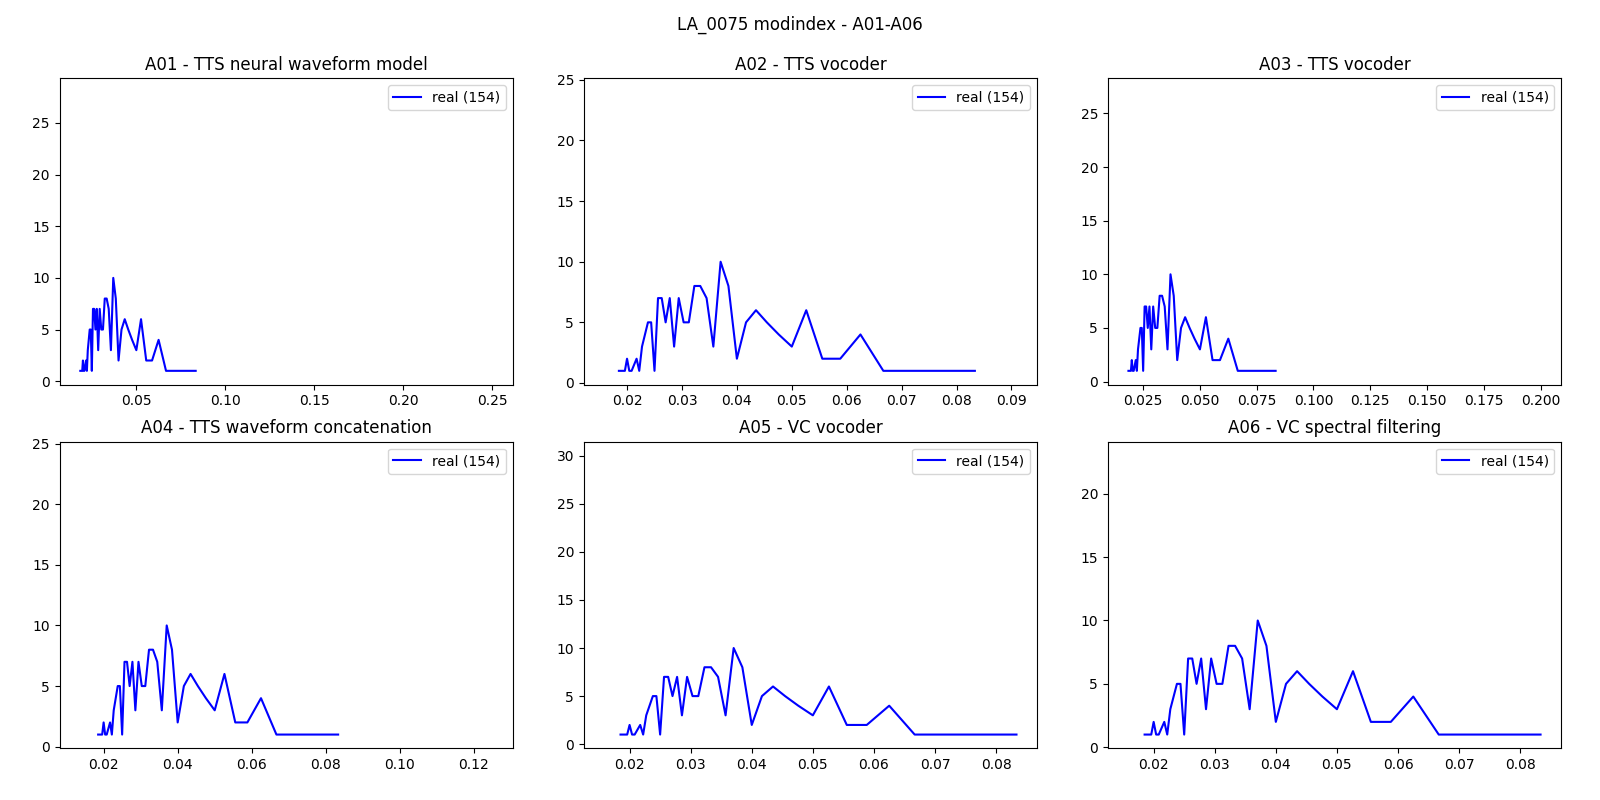 LA_0075 modindex - A01-A06
A01 - TTS neural waveform model
real (154)
25
20
15
10
5
0
0.05 0.10 0.15 0.20 0.25
A02 - TTS vocoder
real (154)
25
20
15
10
5
0
0.02 0.03 0.04 0.05 0.06 0.07 0.08 0.09
A03 - TTS vocoder
real (154)
25
20
15
10
5
0
0.025 0.050 0.075 0.100 0.125 0.150 0.175 0.200
A04 - TTS waveform concatenation
real (154)
25
20
15
10
5
0
0.02 0.04 0.06 0.08 0.10 0.12
A05 - VC vocoder
real (154)
30
25
20
15
10
5
0
0.02 0.03 0.04 0.05 0.06 0.07 0.08
A06 - VC spectral filtering
real (154)
20
15
10
5
0
0.02 0.03 0.04 0.05 0.06 0.07 0.08